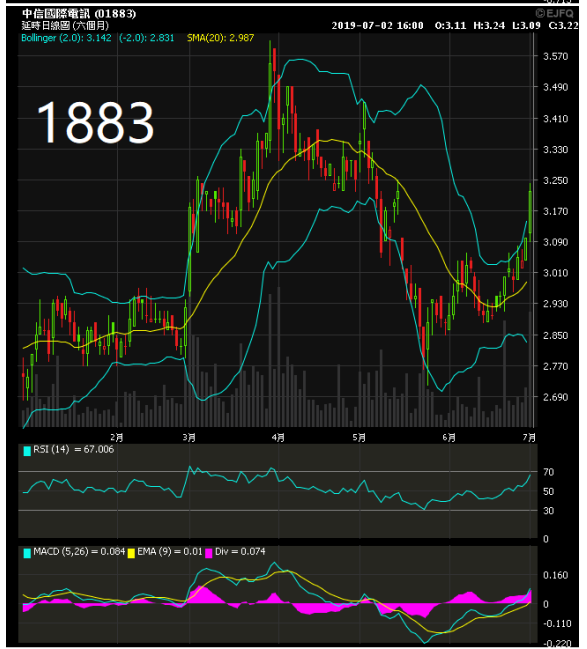 -0.715
中信國際電訊 (01883)
©EJFQ
延時日線圖 (六個月)
2019-07-02 16:00 O:3.11 H:3.24 L:3.09 C:3.22
Bollinger (2.0): 3.142 (-2.0): 2.831 SMA(20): 2.987
1883
3.570
3.490
3.410
3.330
3.250
3.170
3.090
3.010
2.930
2.850
2.770
2.690
2月 3月 4月 5月 6月 7月
RSI (14) = 67.006
70
50
30
0
MACD (5,26) = 0.084 EMA (9) = 0.01 Div = 0.074
0.160
0
-0.110
-0.220